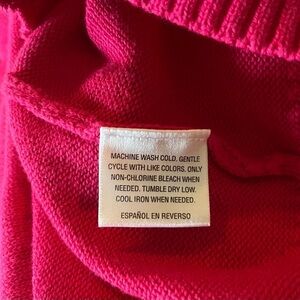 MACHINE WASH COLD. GENTLE
CYCLE WITH LIKE COLORS. ONLY
NON-CHLORINE BLEACH WHEN
NEEDED. TUMBLE DRY LOW.
COOL IRON WHEN NEEDED.
ESPAÑOL EN REVERSO